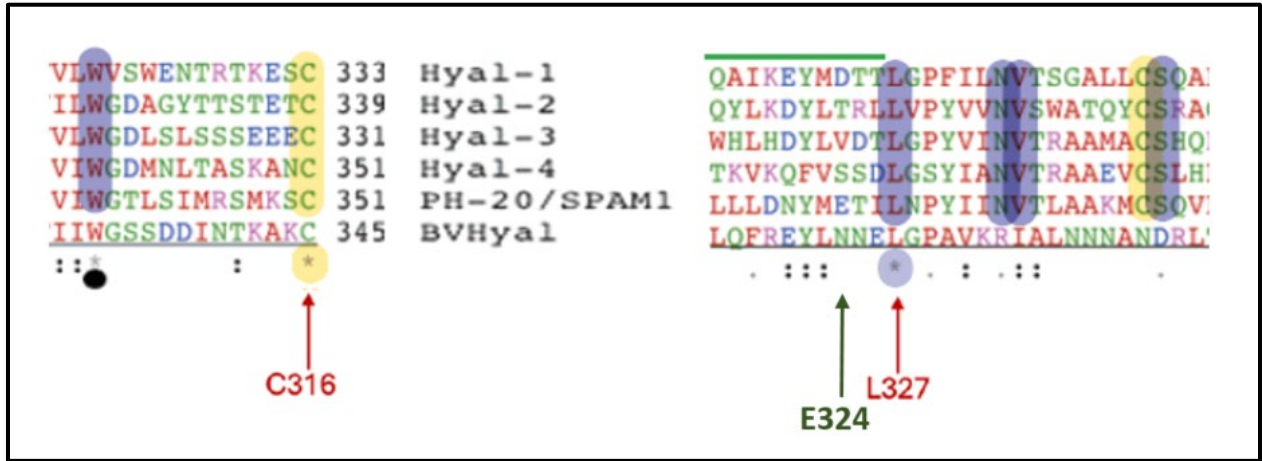 VLWVSWENTRTKESC 333 Hyal-1
ILWGDAGYTTSTETC 339 Hyal-2
VLWGDLSLSSSEEEC 331 Hyal-3
VIWGDMNLTASKANC 351 Hyal-4
VIWGTLSIMRSMKSC 351 PH-20/SPAM1
IIWGSSDDINTKAKC 345 BVHyal
::* : *
C316
QAIKEYMDTTLGPFILNVTSGALLCSQA
QYLKDYLTRLLVPYVVNVSWATQYCSRA
WHLHDYLVDTLGPYVINVTRAAMACSHQ
TKVKQFVSSDLGSYIANVTRAAEVCSLH
LLLDNYMETILNPYIINVTLAAKMCSQV
LQFREYLNNELGPAVKRIALNNNANDRL
. ::: *. : .:: .
L327
E324